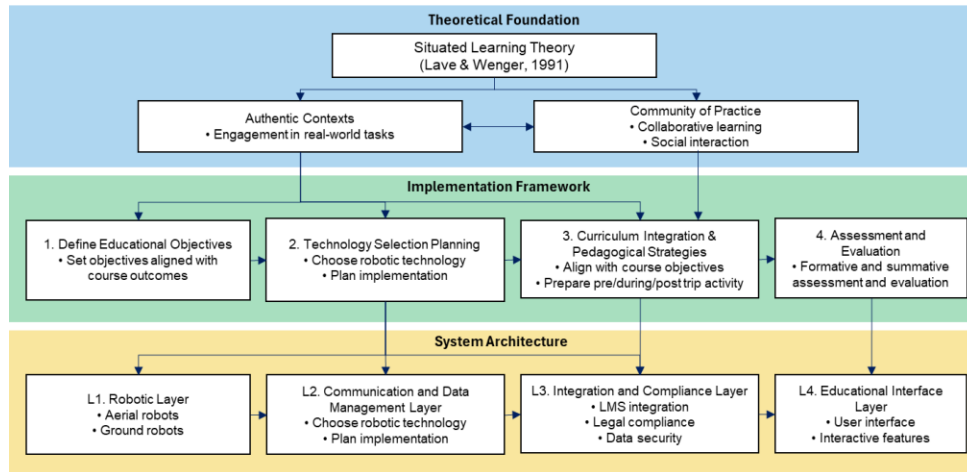 Theoretical Foundation
Situated Learning Theory
(Lave & Wenger, 1991)
Authentic Contexts
• Engagement in real-world tasks
Community of Practice
• Collaborative learning
• Social interaction
Implementation Framework
1. Define Educational Objectives
• Set objectives aligned with
course outcomes
2. Technology Selection Planning
• Choose robotic technology
• Plan implementation
3. Curriculum Integration &
Pedagogical Strategies
• Align with course objectives
• Prepare pre/during/post trip activity
4. Assessment and
Evaluation
• Formative and summative
assessment and evaluation
System Architecture
L1. Robotic Layer
• Aerial robots
• Ground robots
L2. Communication and Data
Management Layer
• Choose robotic technology
• Plan implementation
L3. Integration and Compliance Layer
• LMS integration
• Legal compliance
• Data security
L4. Educational Interface
Layer
• User interface
• Interactive features